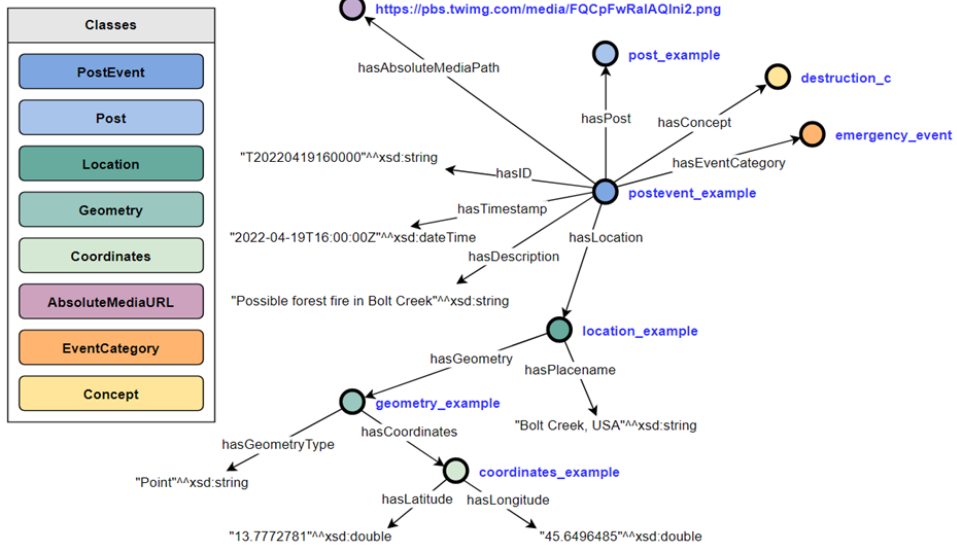 Classes
PostEvent
Post
Location
Geometry
Coordinates
AbsoluteMediaURL
EventCategory
Concept
https://pbs.twimg.com/media/FQCpFwRaIAQIni2.png
hasAbsoluteMediaPath
post_example
destruction_c
hasPost
hasConcept
emergency_event
hasEventCategory
"T20220419160000"^^xsd:string
hasID
postevent_example
hasTimestamp
"2022-04-19T16:00:00Z"^^xsd:dateTime
hasLocation
hasDescription
"Possible forest fire in Bolt Creek"^^xsd:string
location_example
hasGeometry
hasPlacename
geometry_example
"Bolt Creek, USA"^^xsd:string
hasCoordinates
hasGeometryType
coordinates_example
"Point"^^xsd:string
hasLatitude
hasLongitude
"13.7772781"^^xsd:double
"45.6496485"^^xsd:double